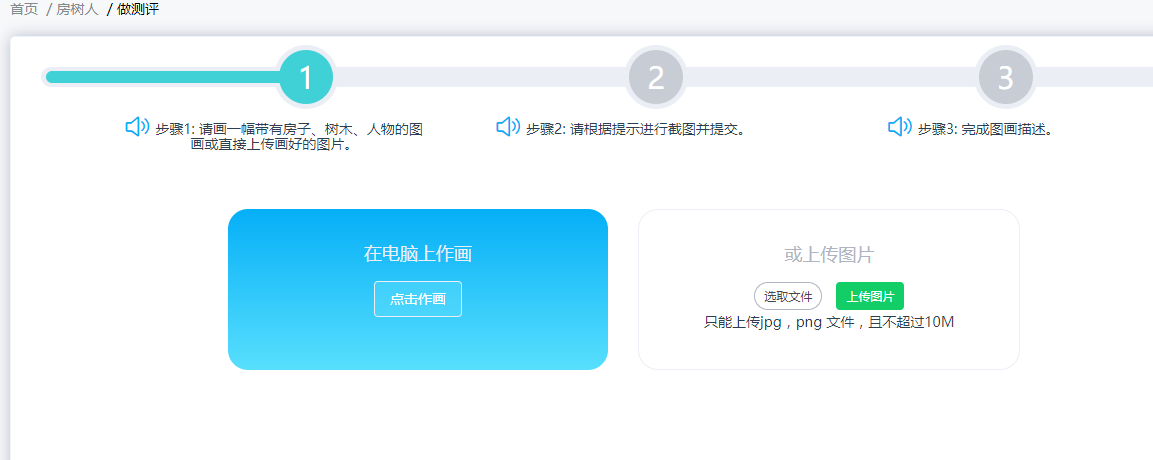 首页 / 房树人 / 做测评
1
2
3
步骤1: 请画一幅带有房子、树木、人物的图
画或直接上传画好的图片。
步骤2: 请根据提示进行截图并提交。
步骤3: 完成图画描述。
在电脑上作画
点击作画
或上传图片
选取文件 上传图片
只能上传jpg，png 文件，且不超过10M